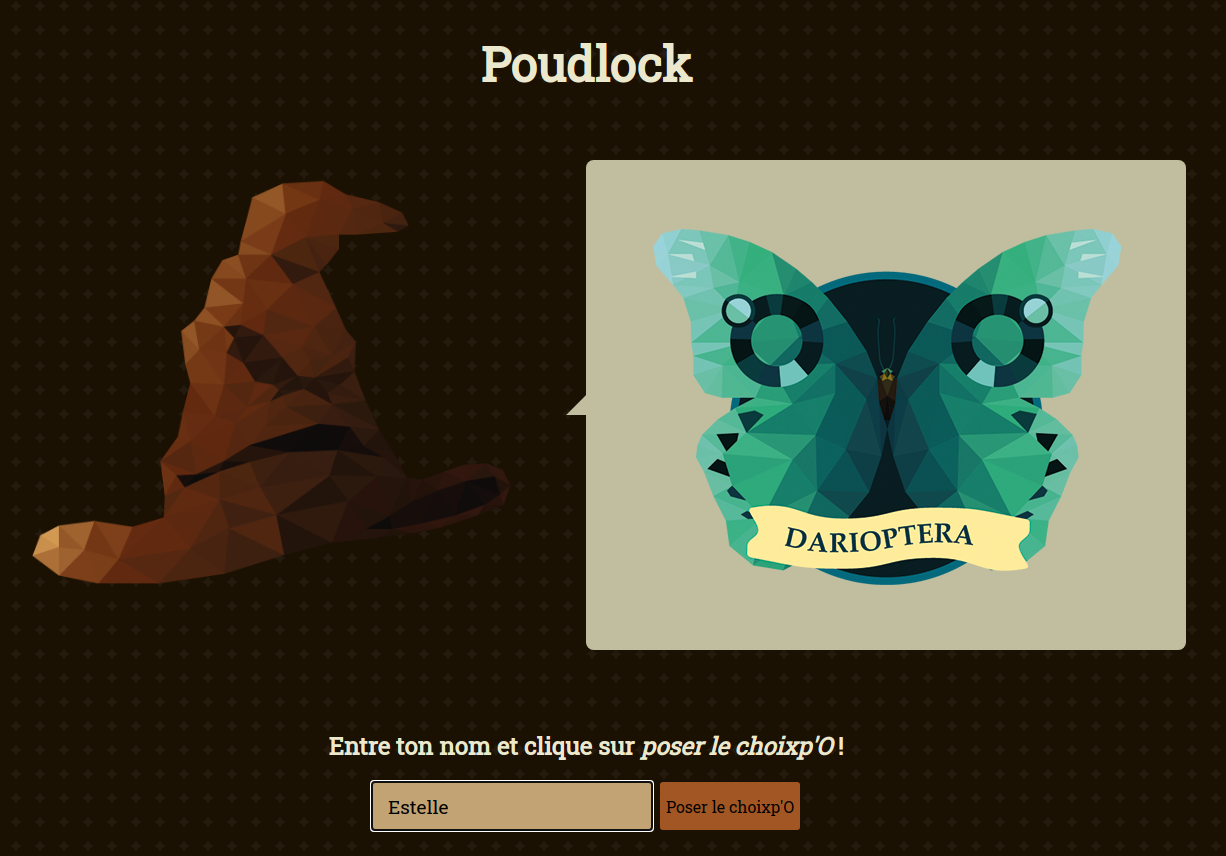 Poudlock
DARIOPTERA
Entre ton nom et clique sur poser le choixp'O !
Estelle
Poser le choixp'O